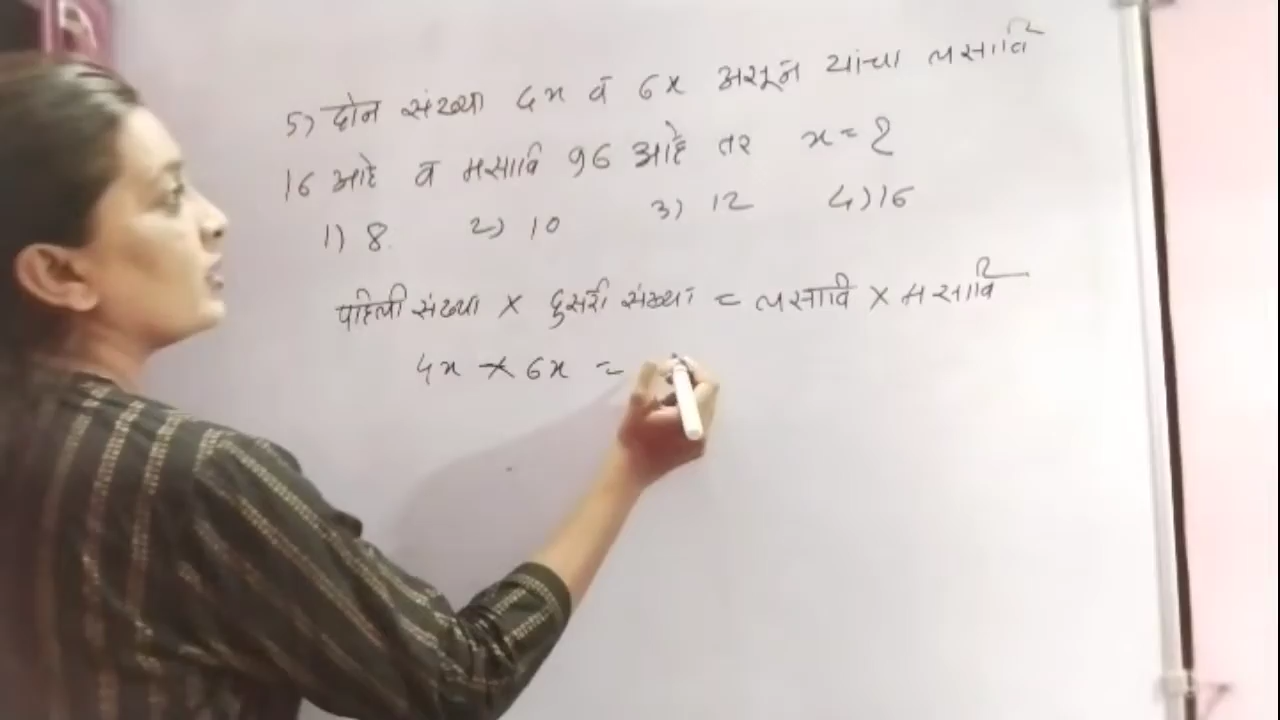 5) दोन संख्या 4x व 6x असून यांचा लसावि
16 आहे व मसावि 96 आहे तर x = ?
1) 8 2) 10 3) 12 4) 16
पहिली संख्या × दुसरी संख्या = लसावि × मसावि
4x × 6x =